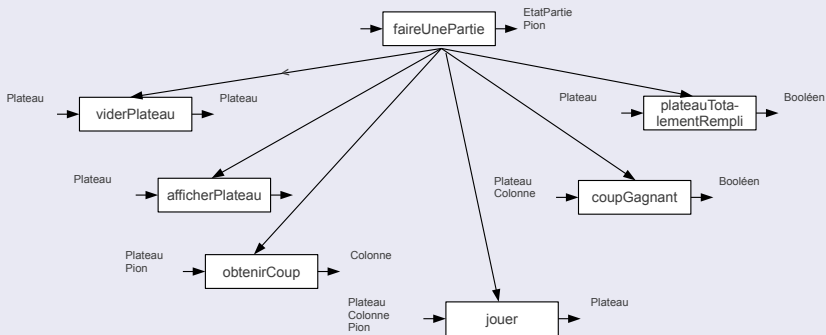 faireUnePartie
EtatPartie
Pion
Plateau
viderPlateau
Plateau
Plateau
plateauTota-
lementRempli
Booléen
Plateau
afficherPlateau
Plateau
Colonne
coupGagnant
Booléen
Plateau
Pion
obtenirCoup
Colonne
Plateau
Colonne
Pion
jouer
Plateau